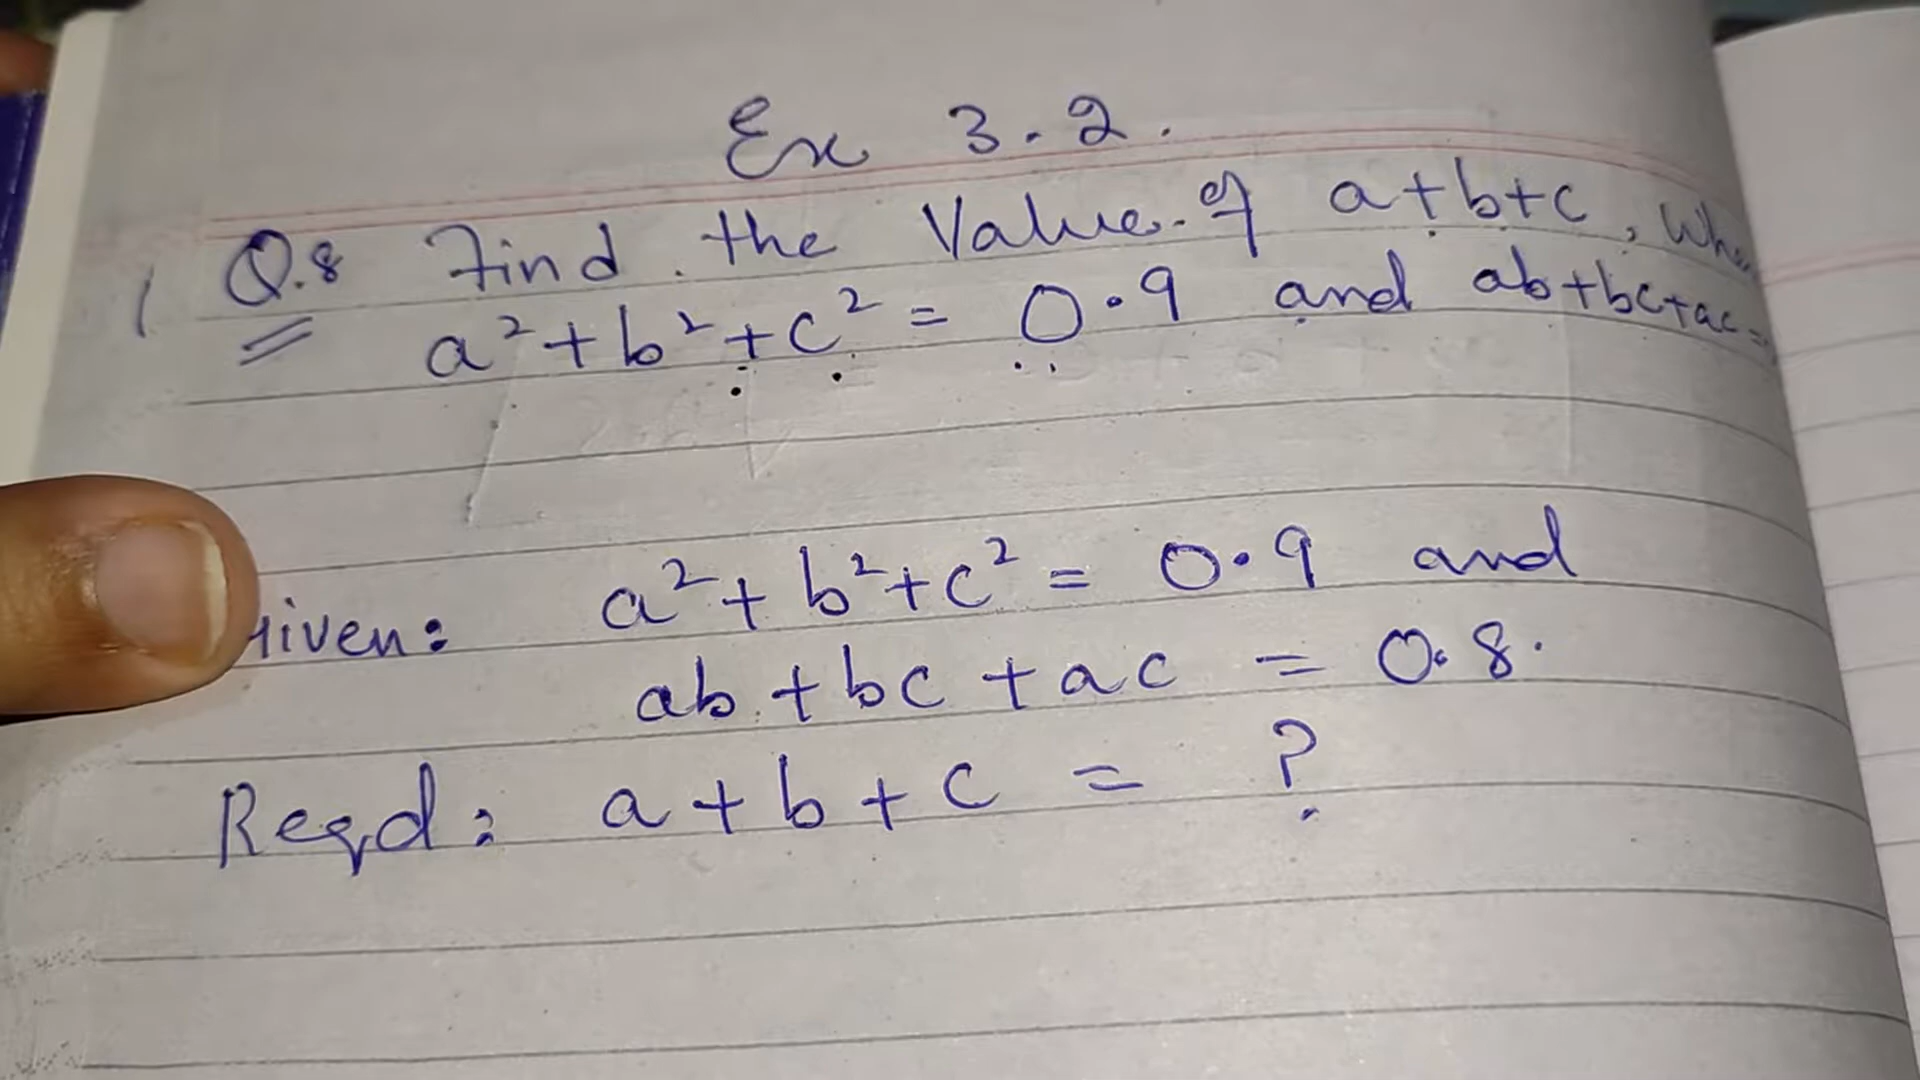 Ex 3.2.
Q.8 Find the Value of a+b+c,
a²+b²+c² = 0.9 and ab+bc+ac=
Given: a²+b²+c² = 0.9 and
ab+bc+ac = 0.8.
Reqd: a+b+c = ?